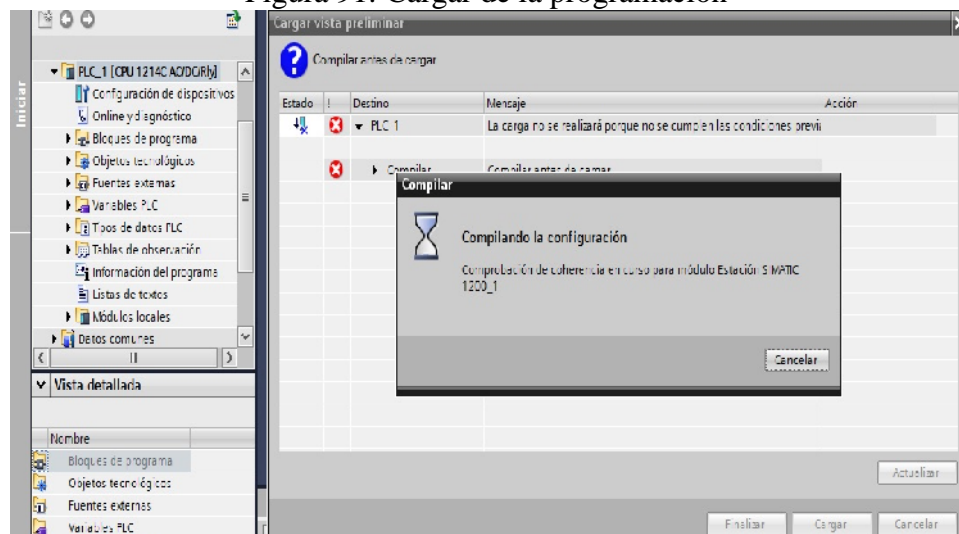 Figura 91: Cargar de la programación
Iniciar
PLC_1 [CPU 1214C AC/DC/Rly]
Configuración de dispositivos
Online y diagnóstico
Bloques de programa
Objetos tecnológicos
Fuentes externas
Variables PLC
Tipos de datos PLC
Tablas de observación
Información del programa
Listas de textos
Módulos locales
Datos comunes
Vista detallada
Nombre
Bloques de programa
Objetos tecnológicos
Fuentes externas
Variables PLC
Cargar vista preliminar
Compilar antes de cargar
Estado ! Destino Mensaje Acción
PLC_1 La carga no se realizará porque no se cumplen las condiciones previ
Compilar Compilar antes de cargar
Compilar
Compilando la configuración
Comprobación de coherencia en curso para módulo Estación SIMATIC
1200_1
Cancelar
Actualizar
Finalizar Cargar Cancelar